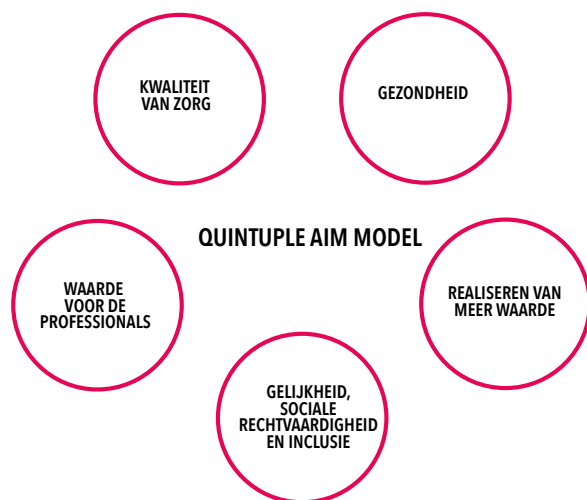 KWALITEIT
VAN ZORG
GEZONDHEID
QUINTUPLE AIM MODEL
WAARDE
VOOR DE
PROFESSIONALS
REALISEREN VAN
MEER WAARDE
GELIJKHEID,
SOCIALE
RECHTVAARDIGHEID
EN INCLUSIE